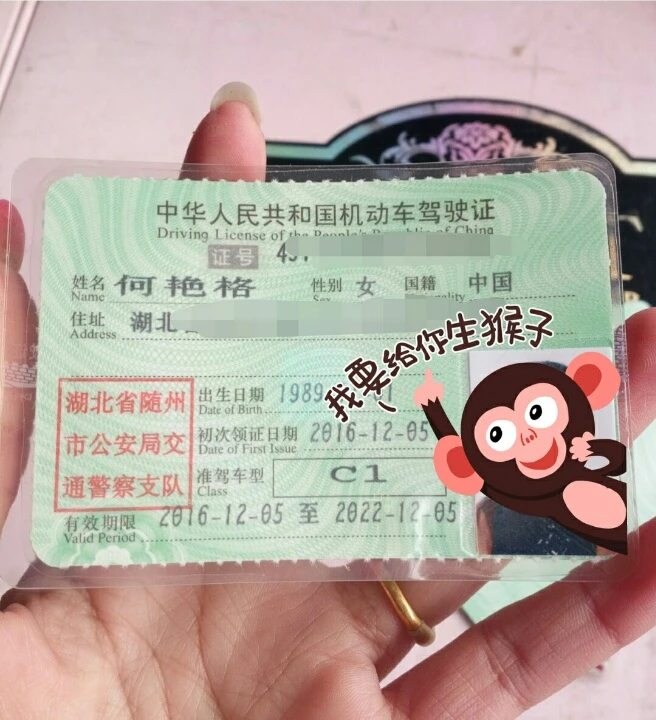 中华人民共和国机动车驾驶证
Driving License of the People's Republic of China
证号
姓名 何艳格 性别 女 国籍 中国
Name
住址 湖北
Address
我要给你生猴子
湖北省随州
市公安局交
通警察支队
出生日期 1989
Date of Birth
初次领证日期 2016-12-05
Date of First Issue
准驾车型 C1
Class
有效期限 2016-12-05 至 2022-12-05
Valid Period